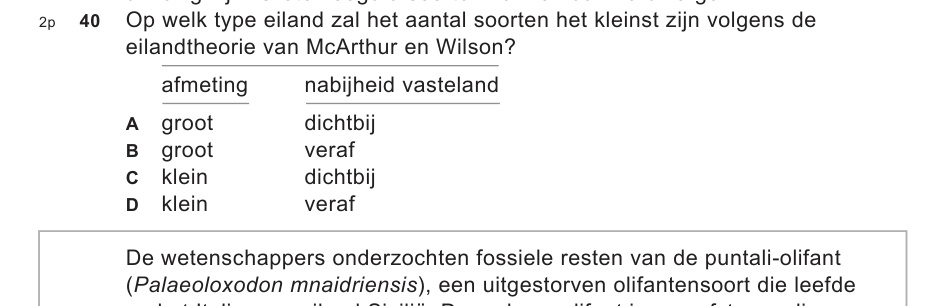 2p 40 Op welk type eiland zal het aantal soorten het kleinst zijn volgens de
eilandtheorie van McArthur en Wilson?
afmeting nabijheid vasteland
A groot dichtbij
B groot veraf
C klein dichtbij
D klein veraf
De wetenschappers onderzochten fossiele resten van de puntali-olifant
(Palaeoloxodon mnaidriensis), een uitgestorven olifantensoort die leefde